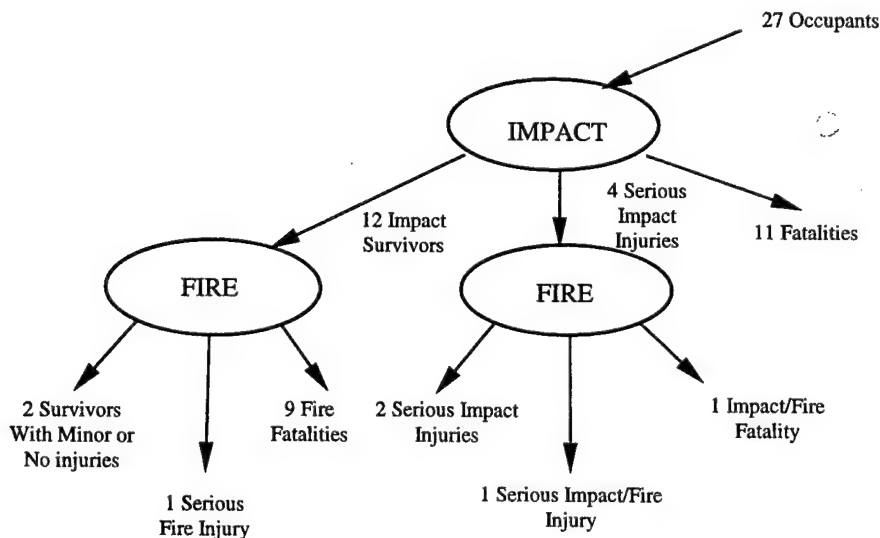 27 Occupants
IMPACT
12 Impact
Survivors
4 Serious
Impact
Injuries
11 Fatalities
FIRE
FIRE
2 Survivors
With Minor or
No injuries
9 Fire
Fatalities
2 Serious Impact
Injuries
1 Impact/Fire
Fatality
1 Serious
Fire Injury
1 Serious Impact/Fire
Injury